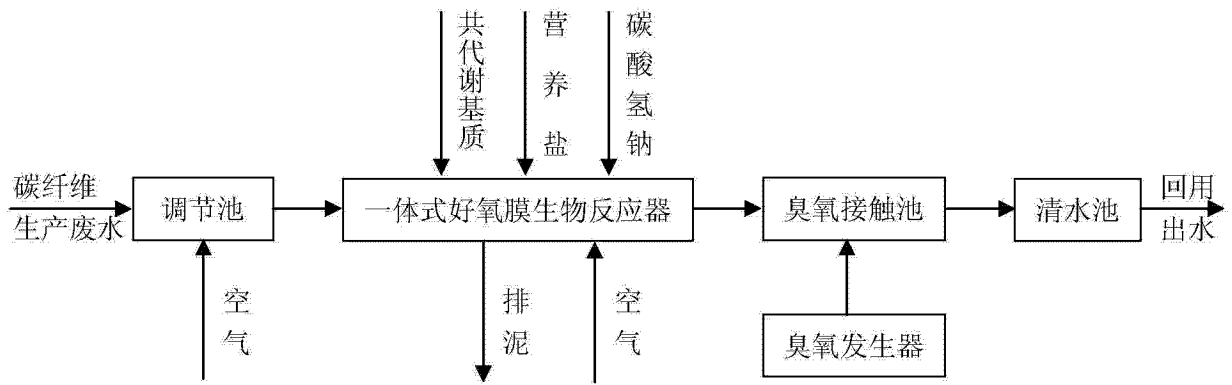 共代谢基质
营养盐
碳酸氢钠
碳纤维
生产废水
调节池
一体式好氧膜生物反应器
臭氧接触池
清水池
回用
出水
空气
排泥
空气
臭氧发生器